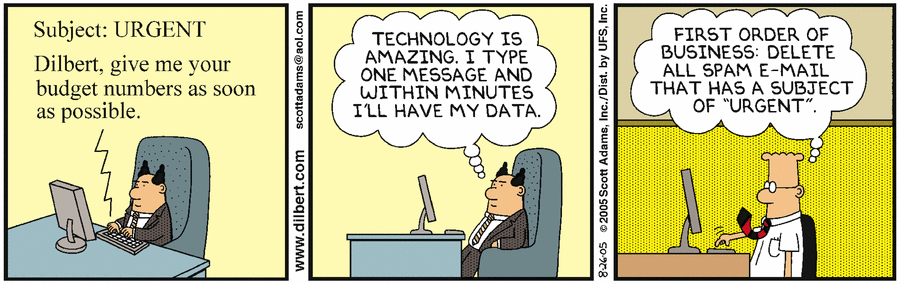 Subject: URGENT
Dilbert, give me your
budget numbers as soon
as possible.
www.dilbert.com
scottadams@aol.com
TECHNOLOGY IS
AMAZING. I TYPE
ONE MESSAGE AND
WITHIN MINUTES
I'LL HAVE MY DATA.
8-26-05 © 2005 Scott Adams, Inc./Dist. by UFS, Inc.
FIRST ORDER OF
BUSINESS: DELETE
ALL SPAM E-MAIL
THAT HAS A SUBJECT
OF "URGENT".